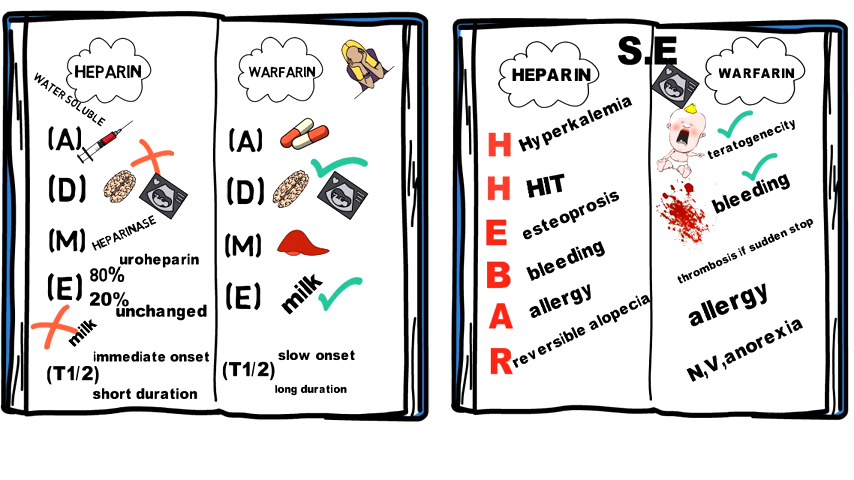 HEPARIN
WATER SOLUBLE
(A)
(D)
(M) HEPARINASE
uroheparin
(E) 80%
20%
unchanged
milk
immediate onset
(T1/2)
short duration
WARFARIN
(A)
(D)
(M)
(E) milk
slow onset
(T1/2)
long duration
S.E
HEPARIN
H Hyperkalemia
H HIT
E esteoprosis
B bleeding
A allergy
R reversible alopecia
WARFARIN
teratogenecity
bleeding
thrombosis if sudden stop
allergy
N,V,anorexia